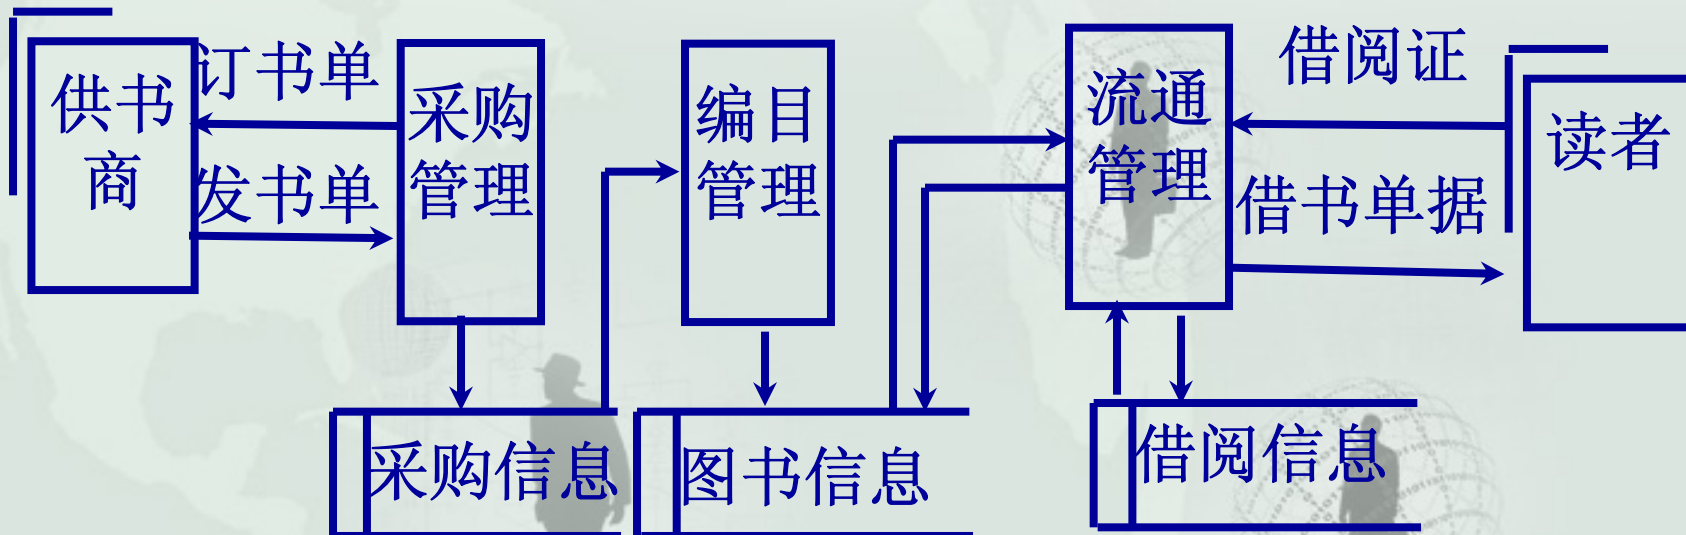 供书
商
订书单
发书单
采购
管理
编目
管理
流通
管理
借阅证
借书单据
读者
采购信息
图书信息
借阅信息